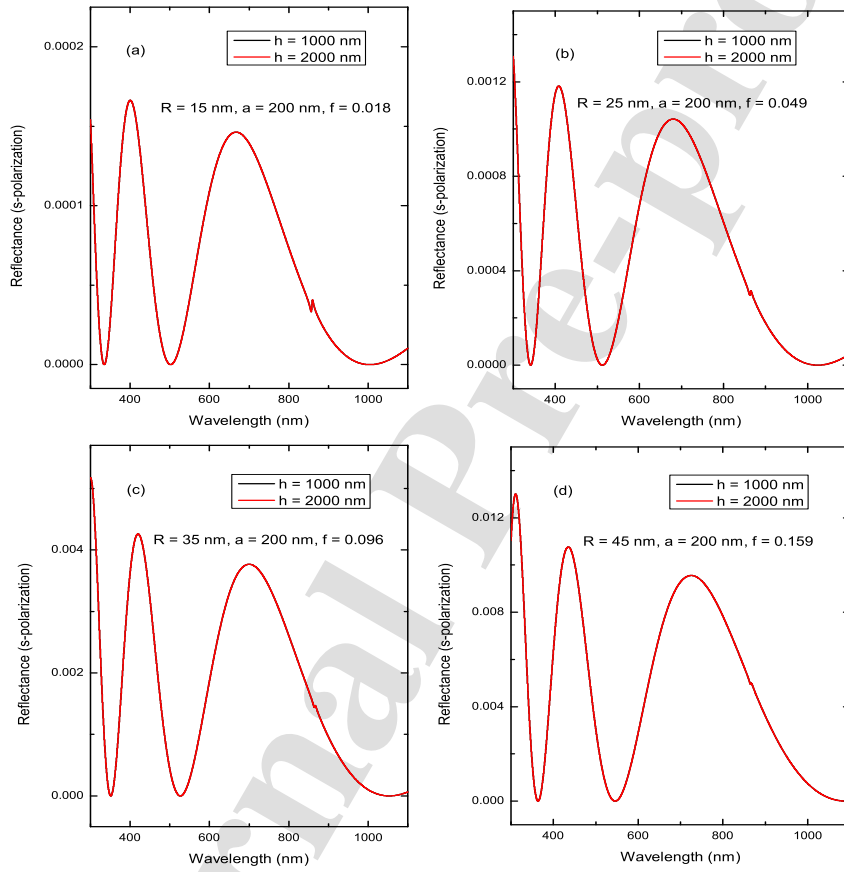 (a)
h = 1000 nm
h = 2000 nm
R = 15 nm, a = 200 nm, f = 0.018
0.0002
0.0001
0.0000
Reflectance (s-polarization)
400 600 800 1000
Wavelength (nm)
(b)
h = 1000 nm
h = 2000 nm
R = 25 nm, a = 200 nm, f = 0.049
0.0012
0.0008
0.0004
0.0000
Reflectance (s-polarization)
400 600 800 1000
Wavelength (nm)
(c)
h = 1000 nm
h = 2000 nm
R = 35 nm, a = 200 nm, f = 0.096
0.004
0.002
0.000
Reflectance (s-polarization)
400 600 800 1000
Wavelength (nm)
(d)
h = 1000 nm
h = 2000 nm
R = 45 nm, a = 200 nm, f = 0.159
0.012
0.008
0.004
0.000
Reflectance (s-polarization)
400 600 800 1000
Wavelength (nm)
rnal Pre-pro